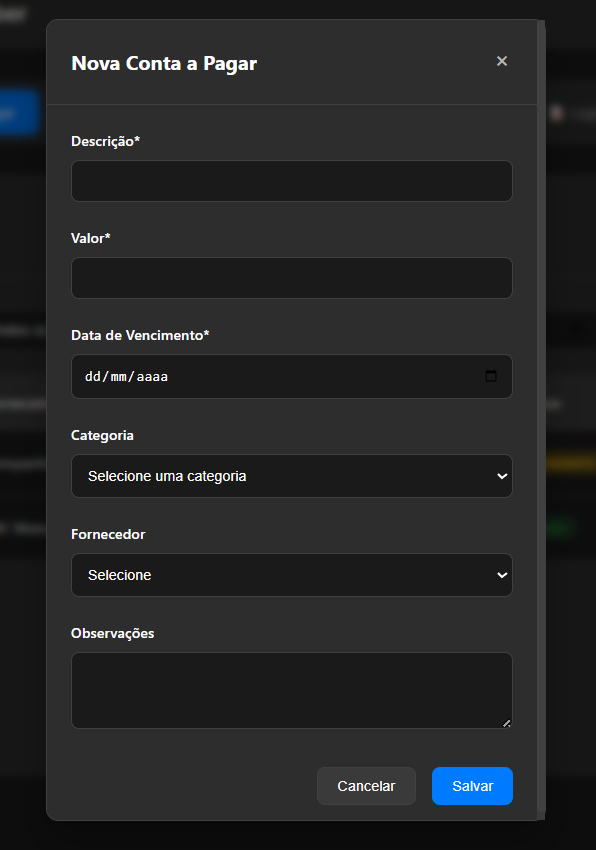 Nova Conta a Pagar
×
Descrição*
Valor*
Data de Vencimento*
dd/mm/aaaa
Categoria
Selecione uma categoria
Fornecedor
Selecione
Observações
Cancelar Salvar